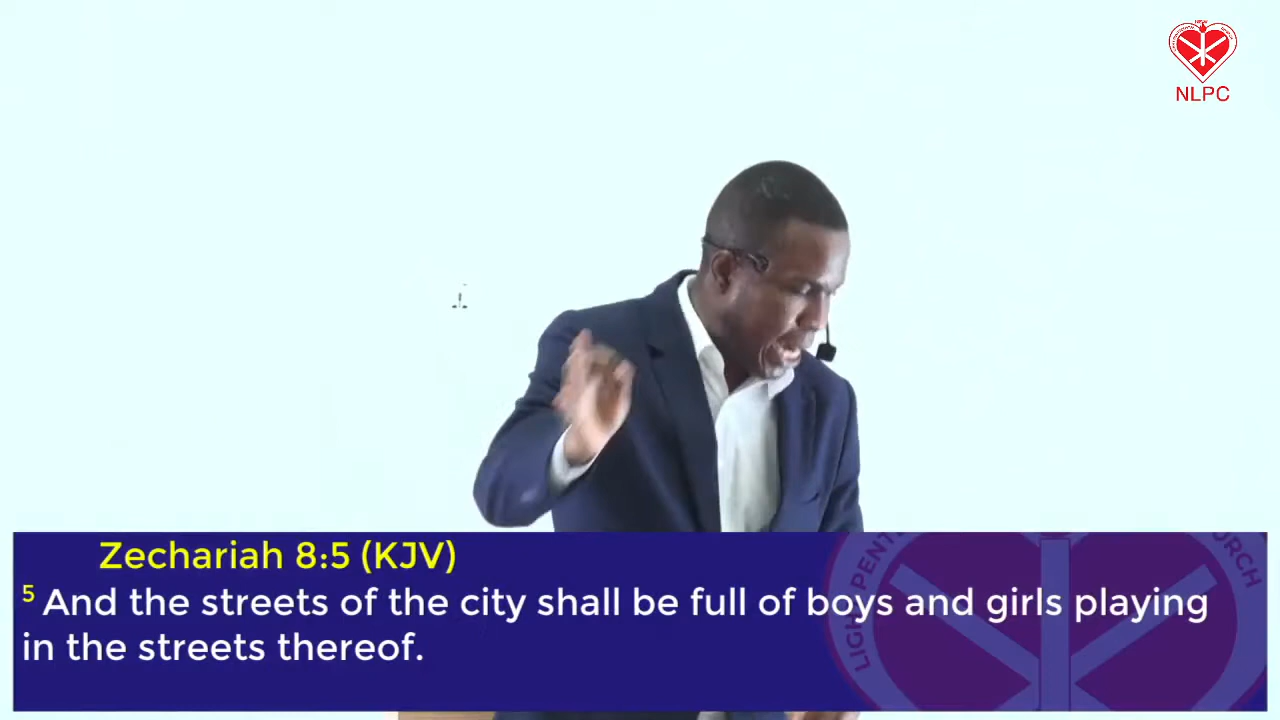 NLPC
Zechariah 8:5 (KJV)
5 And the streets of the city shall be full of boys and girls playing
in the streets thereof.